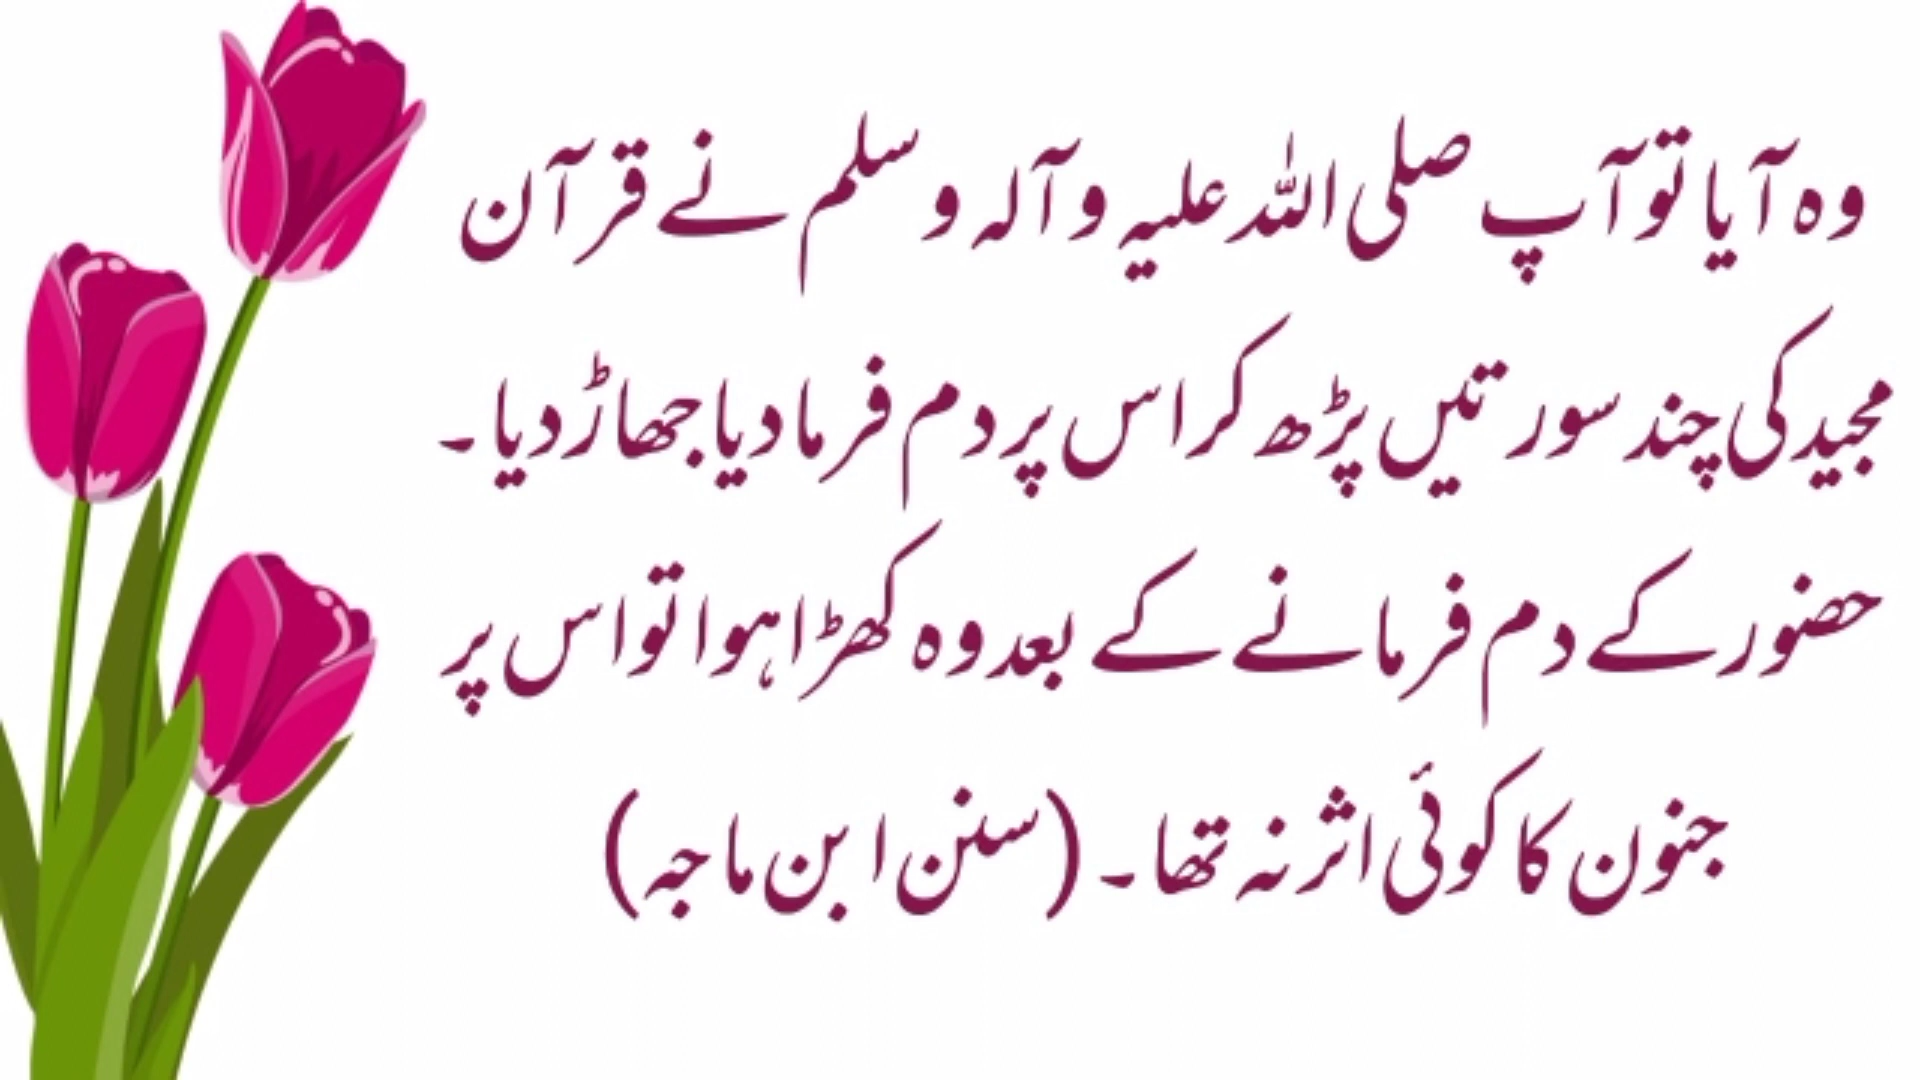 وہ آیا تو آپ صلی اللہ علیہ و آلہ و سلم نے قرآن
مجید کی چند سورتیں پڑھ کر اس پر دم فرما دیا جھاڑ دیا۔
حضور کے دم فرمانے کے بعد وہ کھڑا ہوا تو اس پر
جنون کا کوئی اثر نہ تھا۔ (سنن ابن ماجہ)